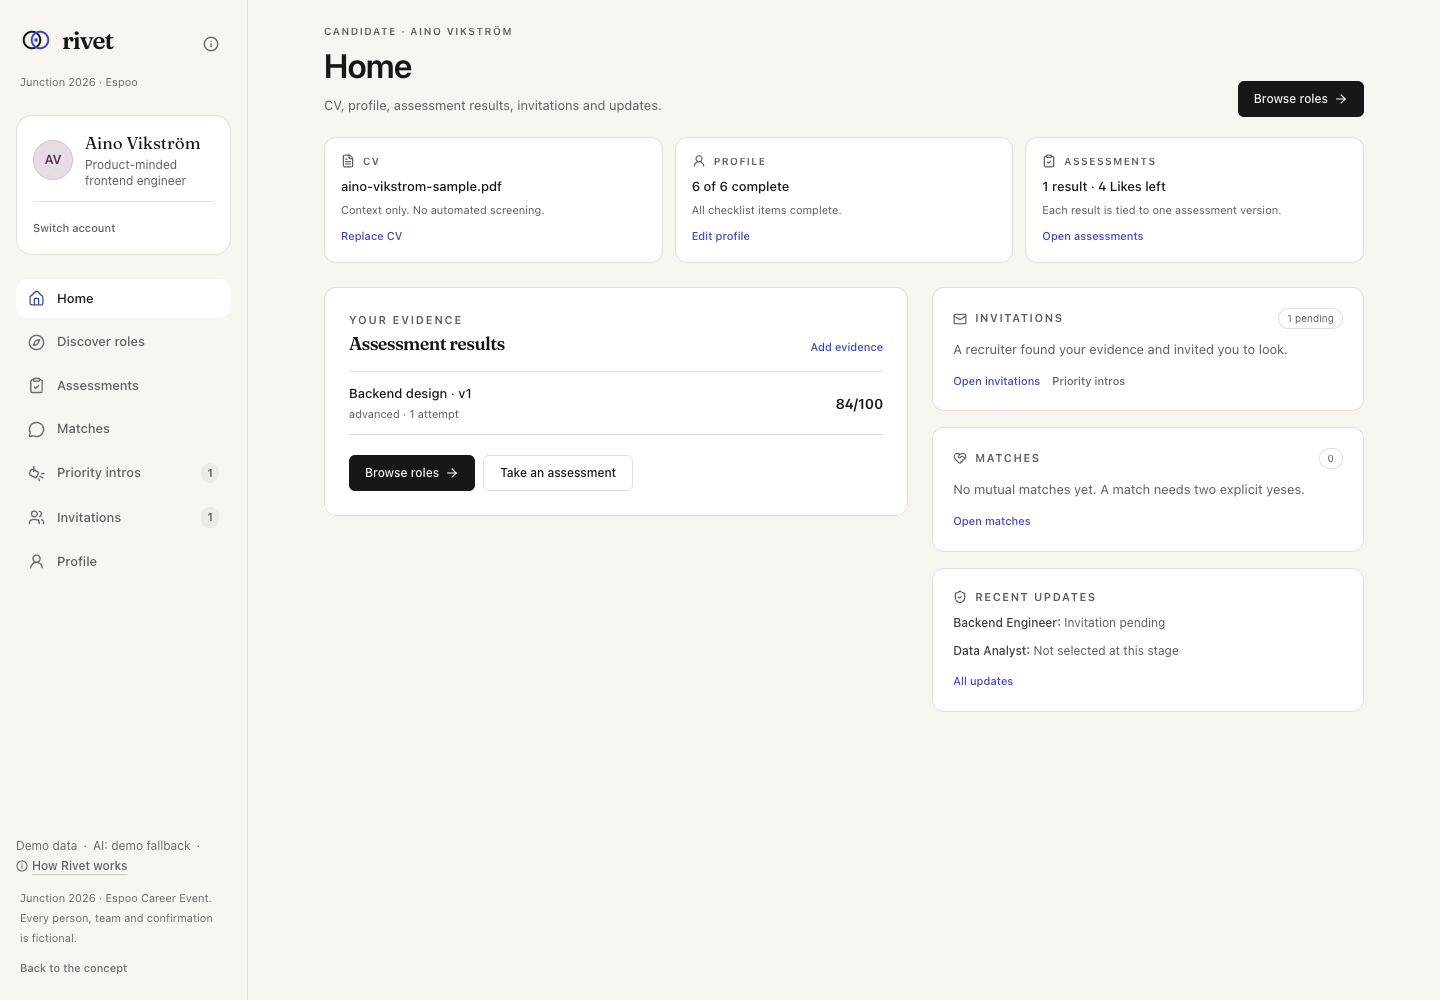 rivet
Junction 2026 · Espoo
AV
Aino Vikström
Product-minded
frontend engineer
Switch account
Home
Discover roles
Assessments
Matches
Priority intros 1
Invitations 1
Profile
Demo data · AI: demo fallback ·
How Rivet works
Junction 2026 · Espoo Career Event.
Every person, team and confirmation
is fictional.
Back to the concept
CANDIDATE · AINO VIKSTRÖM
Home
CV, profile, assessment results, invitations and updates.
Browse roles →
CV
aino-vikstrom-sample.pdf
Context only. No automated screening.
Replace CV
PROFILE
6 of 6 complete
All checklist items complete.
Edit profile
ASSESSMENTS
1 result · 4 Likes left
Each result is tied to one assessment version.
Open assessments
YOUR EVIDENCE
Assessment results
Add evidence
Backend design · v1
advanced · 1 attempt
84/100
Browse roles →
Take an assessment
INVITATIONS
1 pending
A recruiter found your evidence and invited you to look.
Open invitations Priority intros
MATCHES
0
No mutual matches yet. A match needs two explicit yeses.
Open matches
RECENT UPDATES
Backend Engineer: Invitation pending
Data Analyst: Not selected at this stage
All updates